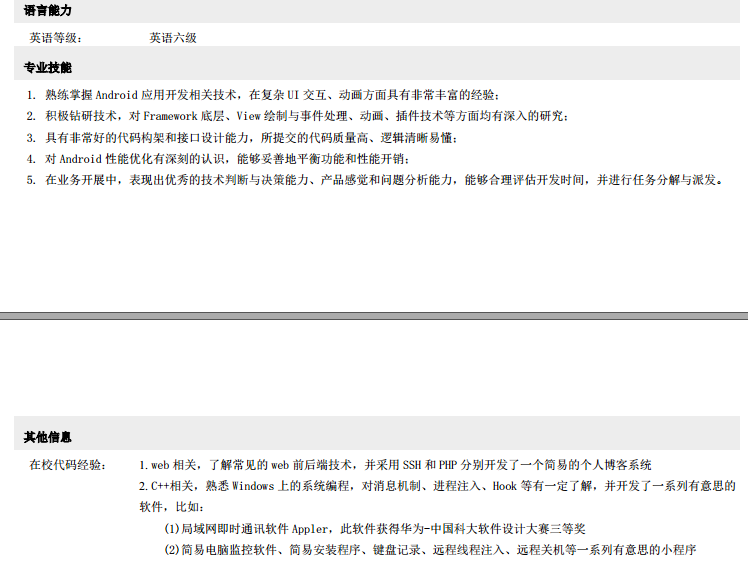 语言能力
英语等级： 英语六级
专业技能
1. 熟练掌握 Android 应用开发相关技术，在复杂 UI 交互、动画方面具有非常丰富的经验；
2. 积极钻研技术，对 Framework 底层、View 绘制与事件处理、动画、插件技术等方面均有深入的研究；
3. 具有非常好的代码构架和接口设计能力，所提交的代码质量高、逻辑清晰易懂；
4. 对 Android 性能优化有深刻的认识，能够妥善地平衡功能和性能开销；
5. 在业务开展中，表现出优秀的技术判断与决策能力、产品感觉和问题分析能力，能够合理评估开发时间，并进行任务分解与派发。
其他信息
在校代码经验： 1.web 相关，了解常见的 web 前后端技术，并采用 SSH 和 PHP 分别开发了一个简易的个人博客系统
2.C++相关，熟悉 Windows 上的系统编程，对消息机制、进程注入、Hook 等有一定了解，并开发了一系列有意思的
软件，比如：
(1)局域网即时通讯软件 Appler，此软件获得华为-中国科大软件设计大赛三等奖
(2)简易电脑监控软件、简易安装程序、键盘记录、远程线程注入、远程关机等一系列有意思的小程序